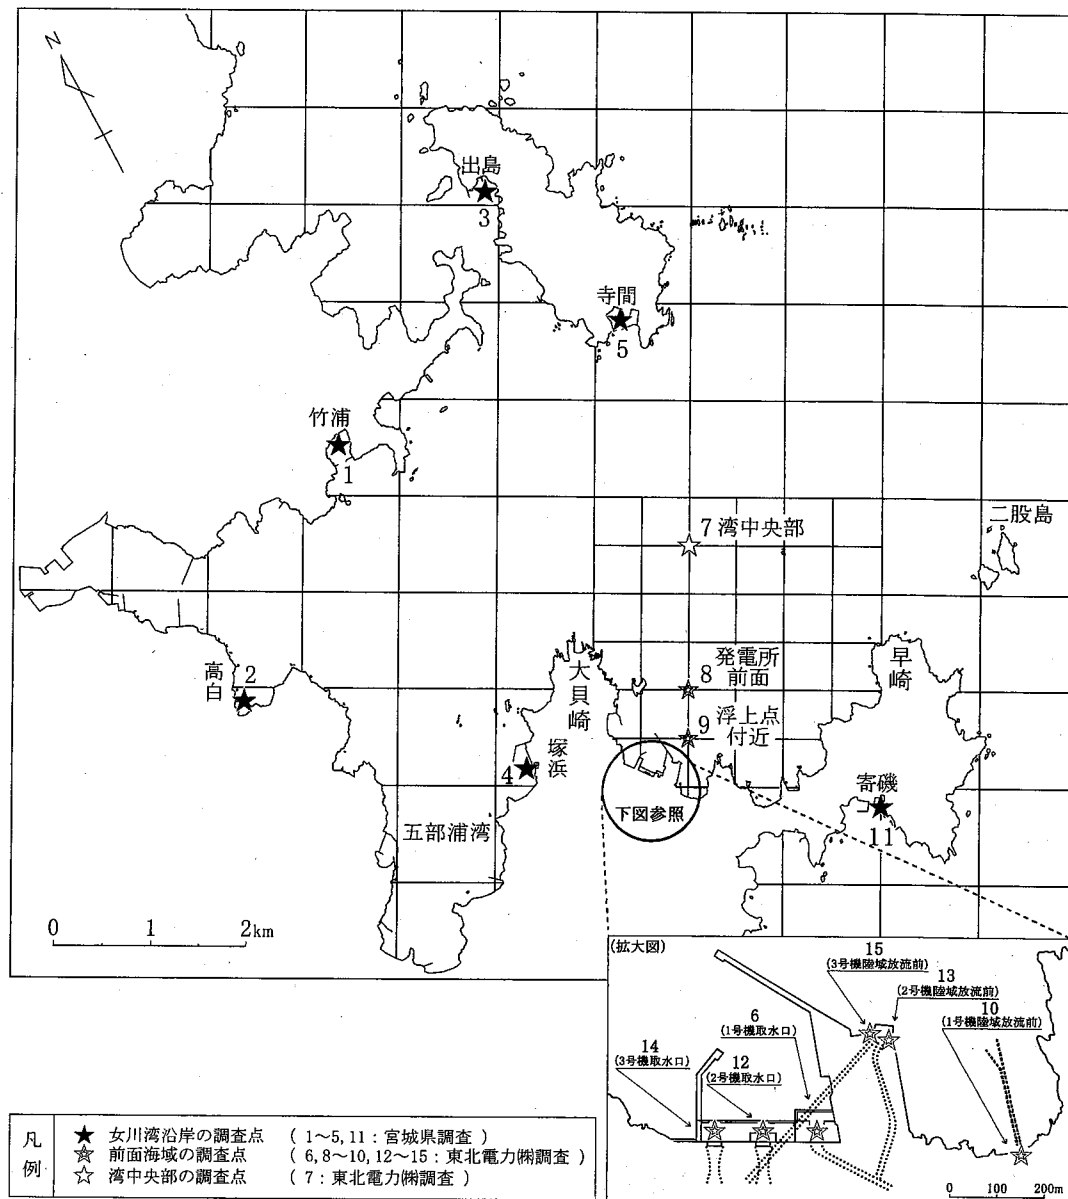 N
出島
3
寺間
5
竹浦
1
7 湾中央部
二股島
高白
2
大貝崎
8
発電所
前面
早崎
9
浮上点
付近
塚浜
4
下図参照
寄磯
11
五部浦湾
0 1 2km
(拡大図)
15
(3号機陸域放流前)
13
(2号機陸域放流前)
10
(1号機陸域放流前)
6
(1号機取水口)
14
(3号機取水口)
12
(2号機取水口)
0 100 200m
凡例
★ 女川湾沿岸の調査点 ( 1~5, 11 : 宮城県調査 )
前面海域の調査点 ( 6, 8~10, 12~15 : 東北電力㈱調査 )
☆ 湾中央部の調査点 ( 7 : 東北電力㈱調査 )